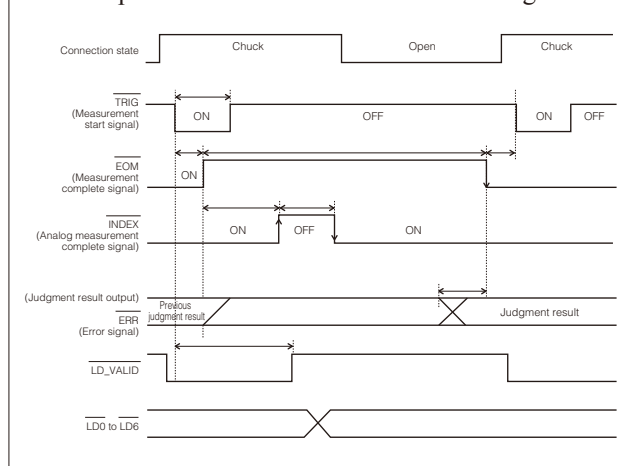 Connection state
Chuck
Open
Chuck
TRIG
(Measurement
start signal)
ON
OFF
ON
OFF
EOM
(Measurement
complete signal)
ON
INDEX
(Analog measurement
complete signal)
ON
OFF
ON
(Judgment result output)
Previous
judgment result
Judgment result
ERR
(Error signal)
LD_VALID
LD0 to LD6